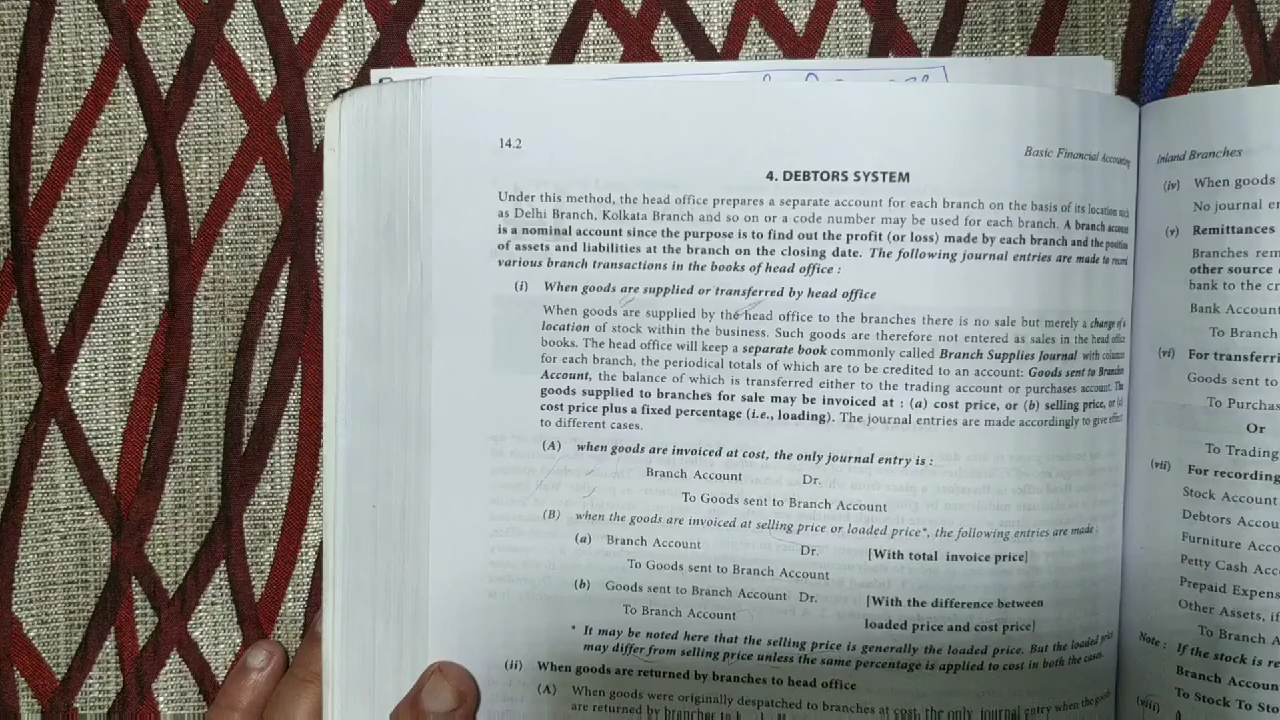 14.2
Basic Financial Accounting
4. DEBTORS SYSTEM
Under this method, the head office prepares a separate account for each branch on the basis of its location such
as Delhi Branch, Kolkata Branch and so on or a code number may be used for each branch. A branch account
is a nominal account since the purpose is to find out the profit (or loss) made by each branch and the position
of assets and liabilities at the branch on the closing date. The following journal entries are made to record
various branch transactions in the books of head office :
(i) When goods are supplied or transferred by head office
When goods are supplied by the head office to the branches there is no sale but merely a change of
location of stock within the business. Such goods are therefore not entered as sales in the head office
books. The head office will keep a separate book commonly called Branch Supplies Journal with columns
for each branch, the periodical totals of which are to be credited to an account: Goods sent to Branches
Account, the balance of which is transferred either to the trading account or purchases account. The
goods supplied to branches for sale may be invoiced at : (a) cost price, or (b) selling price, or (c)
cost price plus a fixed percentage (i.e., loading). The journal entries are made accordingly to give effect
to different cases.
(A) when goods are invoiced at cost, the only journal entry is :
Branch Account Dr.
To Goods sent to Branch Account
(B) when the goods are invoiced at selling price or loaded price*, the following entries are made :
(a) Branch Account Dr. [With total invoice price]
To Goods sent to Branch Account
(b) Goods sent to Branch Account Dr. [With the difference between
To Branch Account loaded price and cost price]
* It may be noted here that the selling price is generally the loaded price. But the loaded price
may differ from selling price unless the same percentage is applied to cost in both the cases.
(ii) When goods are returned by branches to head office
(A) When goods were originally despatched to branches at cost, the only journal entry when the goods
are returned by branches to
Inland Branches
(iv) When goods
No journal
(v) Remittances
Branches
other source
bank to the
Bank Account
To Branch
(vi) For
Goods sent to
To
Or
To Trading
(vii) For recording
Stock Account
Debtors
Furniture
Petty Cash
Prepaid
Other Assets, if
To Branch
Note : If the stock is
Branch
To Stock To
(viii)